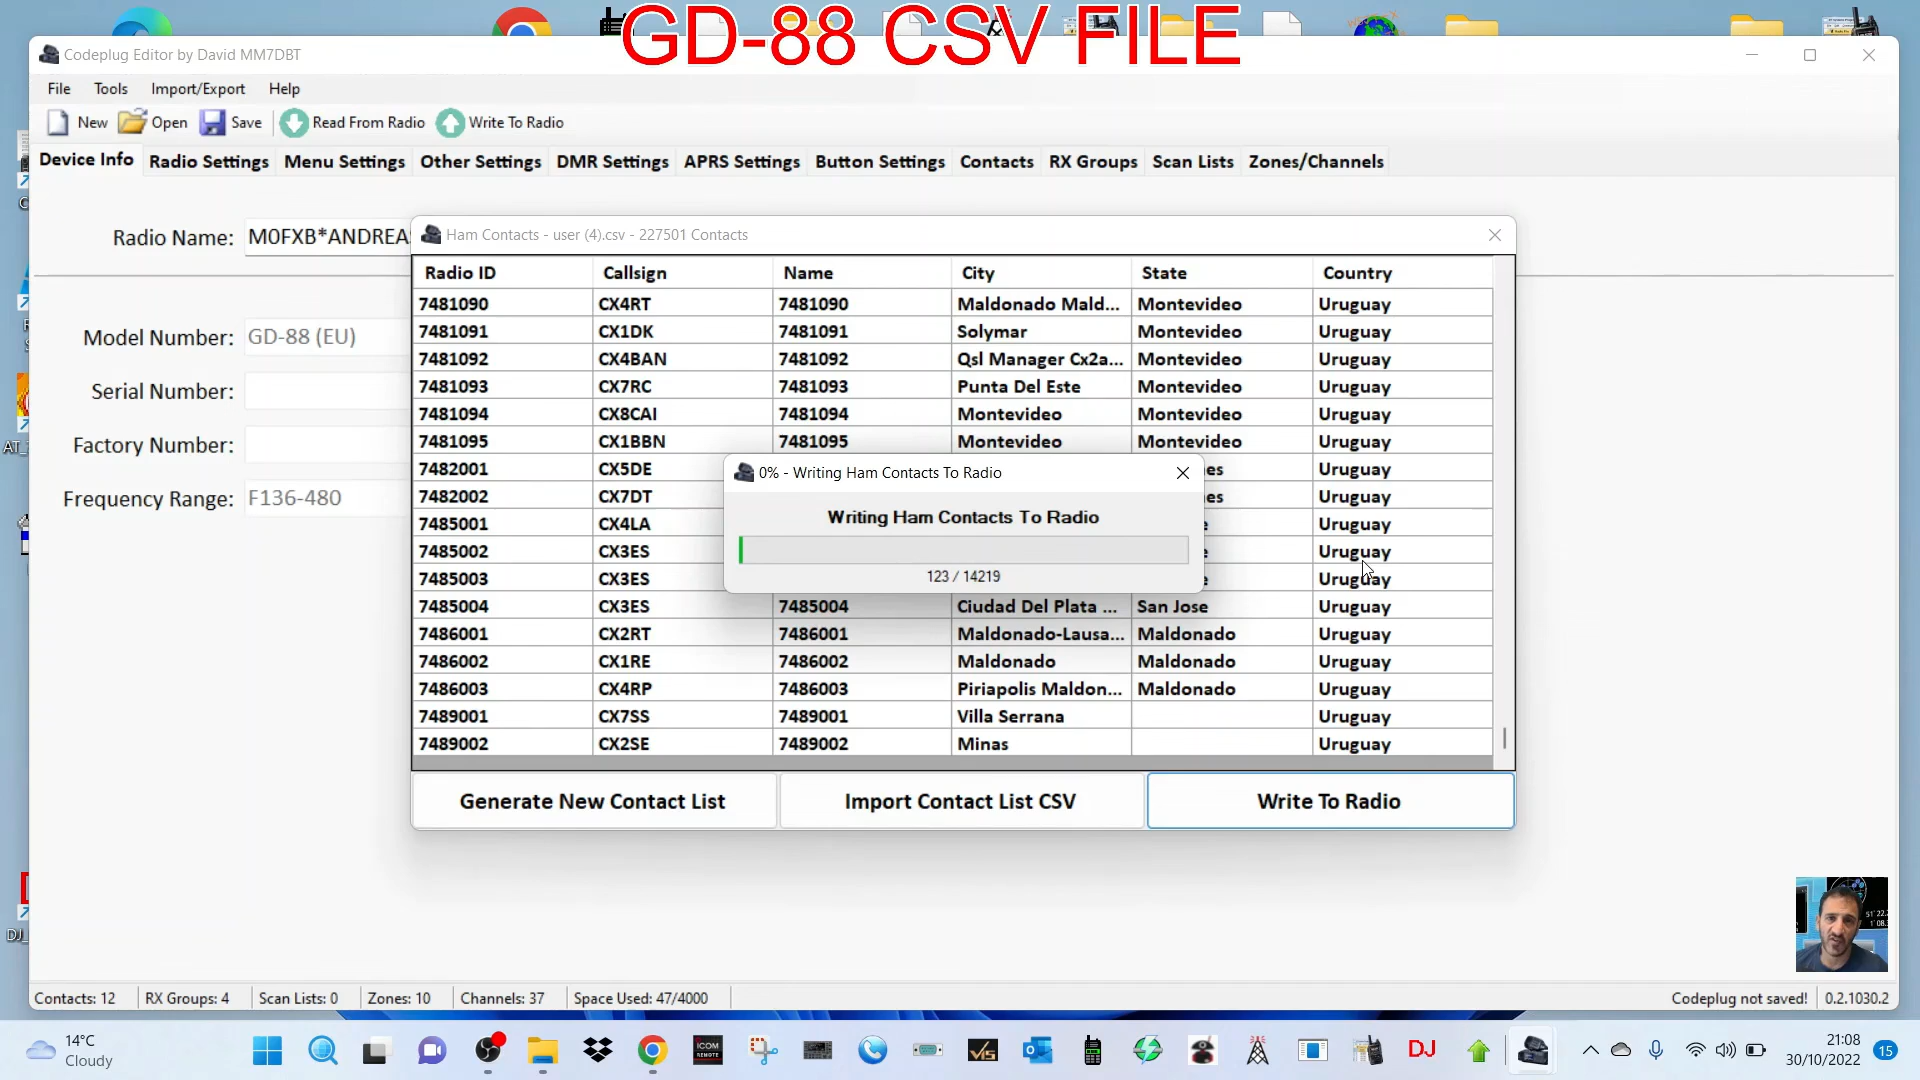 GD-88 CSV FILE
Codeplug Editor by David MM7DBT
File Tools Import/Export Help
New Open Save Read From Radio Write To Radio
Device Info Radio Settings Menu Settings Other Settings DMR Settings APRS Settings Button Settings Contacts RX Groups Scan Lists Zones/Channels
Radio Name: M0FXB*ANDREAS
Model Number: GD-88 (EU)
Serial Number:
Factory Number:
Frequency Range: F136-480
Ham Contacts - user (4).csv - 227501 Contacts
Radio ID Callsign Name City State Country
7481090 CX4RT 7481090 Maldonado Mald... Montevideo Uruguay
7481091 CX1DK 7481091 Solymar Montevideo Uruguay
7481092 CX4BAN 7481092 Qsl Manager Cx2a... Montevideo Uruguay
7481093 CX7RC 7481093 Punta Del Este Montevideo Uruguay
7481094 CX8CAI 7481094 Montevideo Montevideo Uruguay
7481095 CX1BBN 7481095 Montevideo Montevideo Uruguay
7482001 CX5DE es Uruguay
7482002 CX7DT es Uruguay
7485001 CX4LA e Uruguay
7485002 CX3ES e Uruguay
7485003 CX3ES e Uruguay
7485004 CX3ES 7485004 Ciudad Del Plata ... San Jose Uruguay
7486001 CX2RT 7486001 Maldonado-Lausa... Maldonado Uruguay
7486002 CX1RE 7486002 Maldonado Maldonado Uruguay
7486003 CX4RP 7486003 Piriapolis Maldon... Maldonado Uruguay
7489001 CX7SS 7489001 Villa Serrana Uruguay
7489002 CX2SE 7489002 Minas Uruguay
0% - Writing Ham Contacts To Radio
Writing Ham Contacts To Radio
123 / 14219
Generate New Contact List Import Contact List CSV Write To Radio
Contacts: 12 RX Groups: 4 Scan Lists: 0 Zones: 10 Channels: 37 Space Used: 47/4000 Codeplug not saved! 0.2.1030.2
14°C
Cloudy
ICOM
REMOTE
DJ
21:08
30/10/2022
15